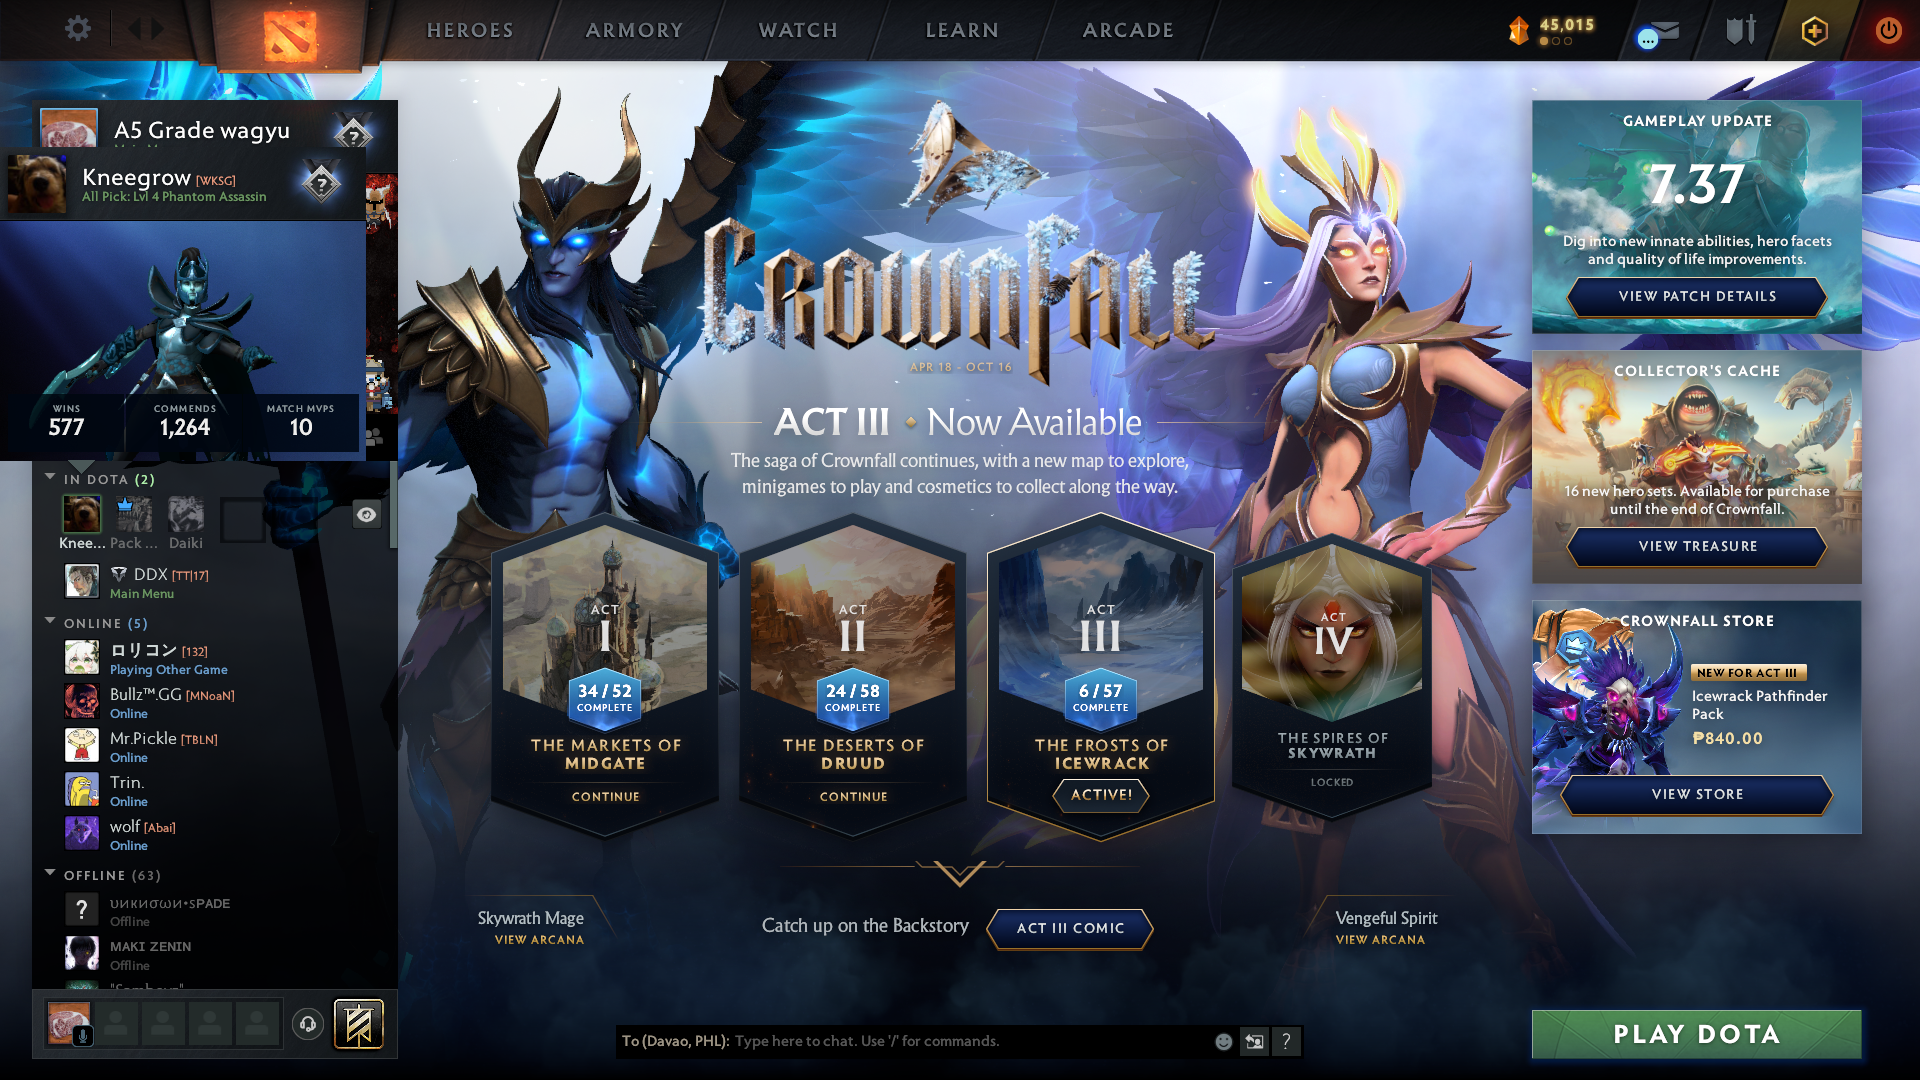 HEROES
ARMORY
WATCH
LEARN
ARCADE
45,015
A5 Grade wagyu
?
Kneegrow [WKSG]
All Pick: Lvl 4 Phantom Assassin
?
WINS
577
COMMENDS
1,264
MATCH MVPS
10
IN DOTA (2)
Knee...
Pack ...
Daiki
DDX [TT|17]
Main Menu
ONLINE (5)
ロリコン [132]
Playing Other Game
Bullz™.GG [MNoaN]
Online
Mr.Pickle [TBLN]
Online
Trin.
Online
wolf [Abai]
Online
OFFLINE (63)
?
υикиσωи•sPADE
Offline
MAKI ZENIN
Offline
CROWNFALL
APR 18 - OCT 16
ACT III • Now Available
The saga of Crownfall continues, with a new map to explore,
minigames to play and cosmetics to collect along the way.
ACT
I
34 / 52
COMPLETE
THE MARKETS OF
MIDGATE
CONTINUE
ACT
II
24 / 58
COMPLETE
THE DESERTS OF
DRUUD
CONTINUE
ACT
III
6 / 57
COMPLETE
THE FROSTS OF
ICEWRACK
ACTIVE!
ACT
IV
THE SPIRES OF
SKYWRATH
LOCKED
Skywrath Mage
VIEW ARCANA
Catch up on the Backstory
ACT III COMIC
Vengeful Spirit
VIEW ARCANA
To (Davao, PHL): Type here to chat. Use '/' for commands.
?
GAMEPLAY UPDATE
7.37
Dig into new innate abilities, hero facets
and quality of life improvements.
VIEW PATCH DETAILS
COLLECTOR'S CACHE
16 new hero sets. Available for purchase
until the end of Crownfall.
VIEW TREASURE
CROWNFALL STORE
NEW FOR ACT III
Icewrack Pathfinder
Pack
₱840.00
VIEW STORE
PLAY DOTA